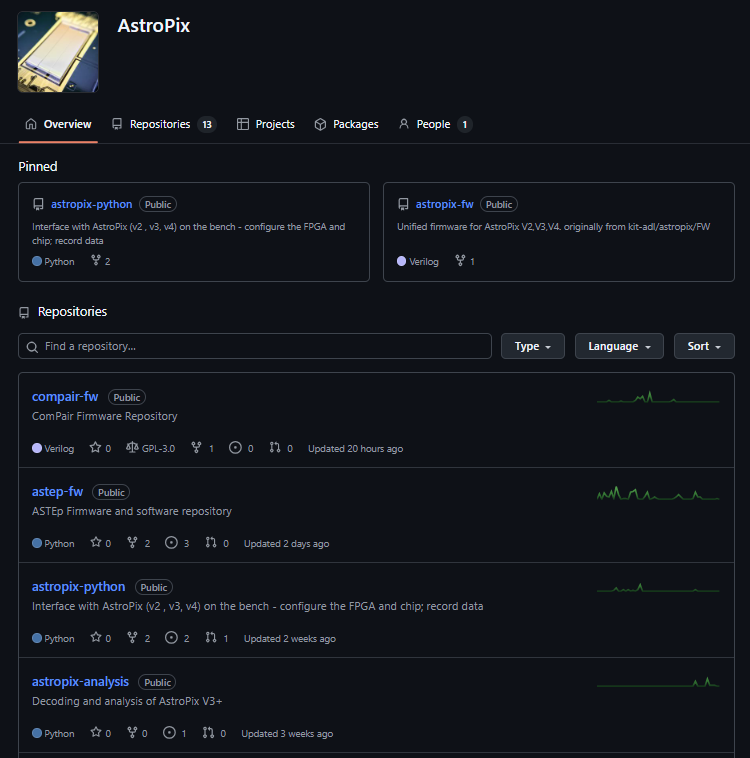 AstroPix
Overview
Repositories 13
Projects
Packages
People 1
Pinned
astropix-python Public
Interface with AstroPix (v2 , v3, v4) on the bench - configure the FPGA and
chip; record data
Python 2
astropix-fw Public
Unified firmware for AstroPix V2,V3,V4. originally from kit-adl/astropix/FW
Verilog 1
Repositories
Find a repository...
Type
Language
Sort
compair-fw Public
ComPair Firmware Repository
Verilog 0 GPL-3.0 1 0 0 Updated 20 hours ago
astep-fw Public
ASTEp Firmware and software repository
Python 0 2 3 0 Updated 2 days ago
astropix-python Public
Interface with AstroPix (v2 , v3, v4) on the bench - configure the FPGA and chip; record data
Python 0 2 2 1 Updated 2 weeks ago
astropix-analysis Public
Decoding and analysis of AstroPix V3+
Python 0 0 1 0 Updated 3 weeks ago